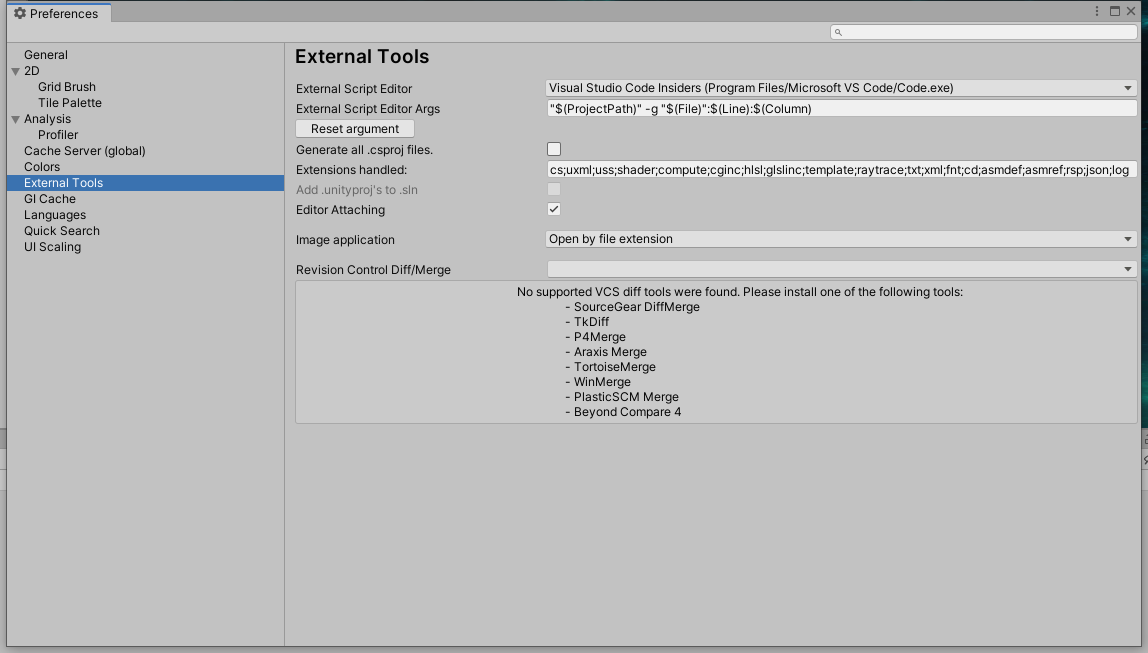 Preferences
General
2D
Grid Brush
Tile Palette
Analysis
Profiler
Cache Server (global)
Colors
External Tools
GI Cache
Languages
Quick Search
UI Scaling
External Tools
External Script Editor Visual Studio Code Insiders (Program Files/Microsoft VS Code/Code.exe)
External Script Editor Args "$(ProjectPath)" -g "$(File)":$(Line):$(Column)
Reset argument
Generate all .csproj files.
Extensions handled: cs;uxml;uss;shader;compute;cginc;hlsl;glslinc;template;raytrace;txt;xml;fnt;cd;asmdef;asmref;rsp;json;log
Add .unityproj's to .sln
Editor Attaching
Image application Open by file extension
Revision Control Diff/Merge
No supported VCS diff tools were found. Please install one of the following tools:
- SourceGear DiffMerge
- TkDiff
- P4Merge
- Araxis Merge
- TortoiseMerge
- WinMerge
- PlasticSCM Merge
- Beyond Compare 4